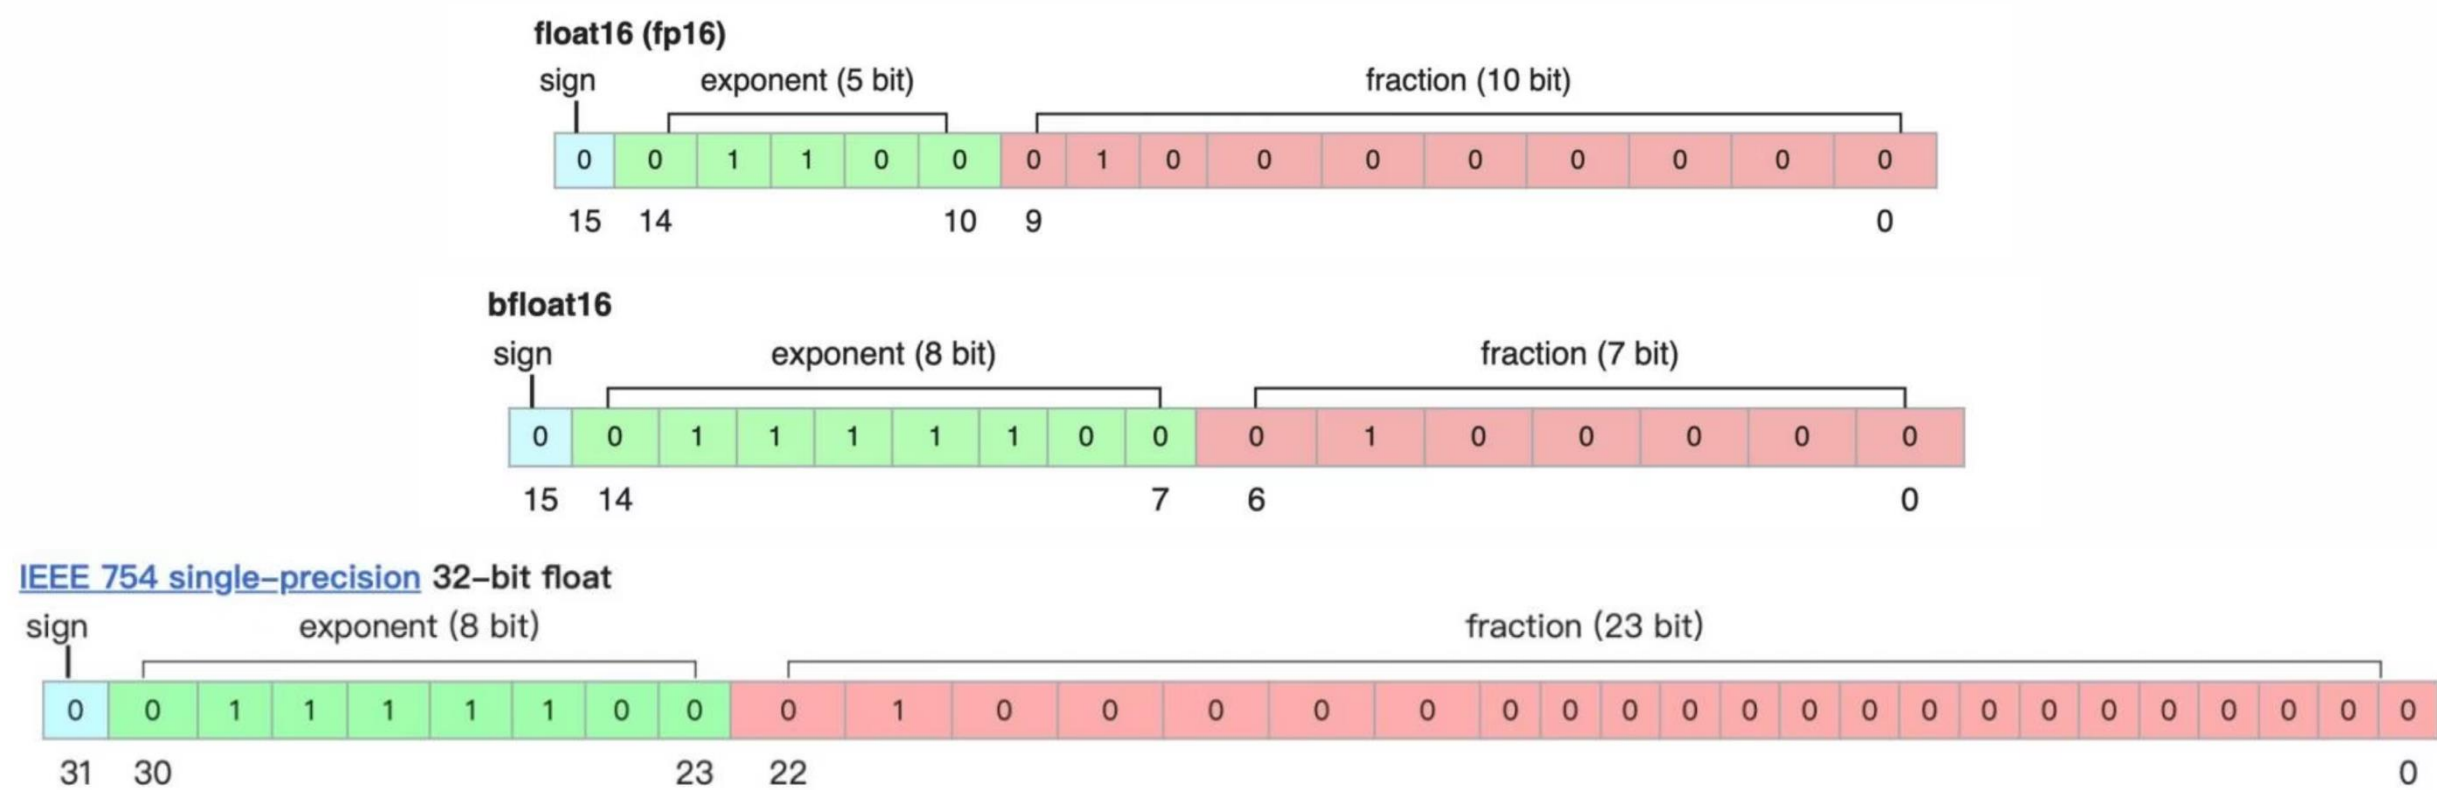 float16 (fp16)
sign exponent (5 bit) fraction (10 bit)
0 0 1 1 0 0 0 1 0 0 0 0 0 0 0 0
15 14 10 9 0
bfloat16
sign exponent (8 bit) fraction (7 bit)
0 0 1 1 1 1 1 0 0 0 1 0 0 0 0 0
15 14 7 6 0
IEEE 754 single–precision 32–bit float
sign exponent (8 bit) fraction (23 bit)
0 0 1 1 1 1 1 0 0 0 1 0 0 0 0 0 0 0 0 0 0 0 0 0 0 0 0 0 0 0 0 0
31 30 23 22 0